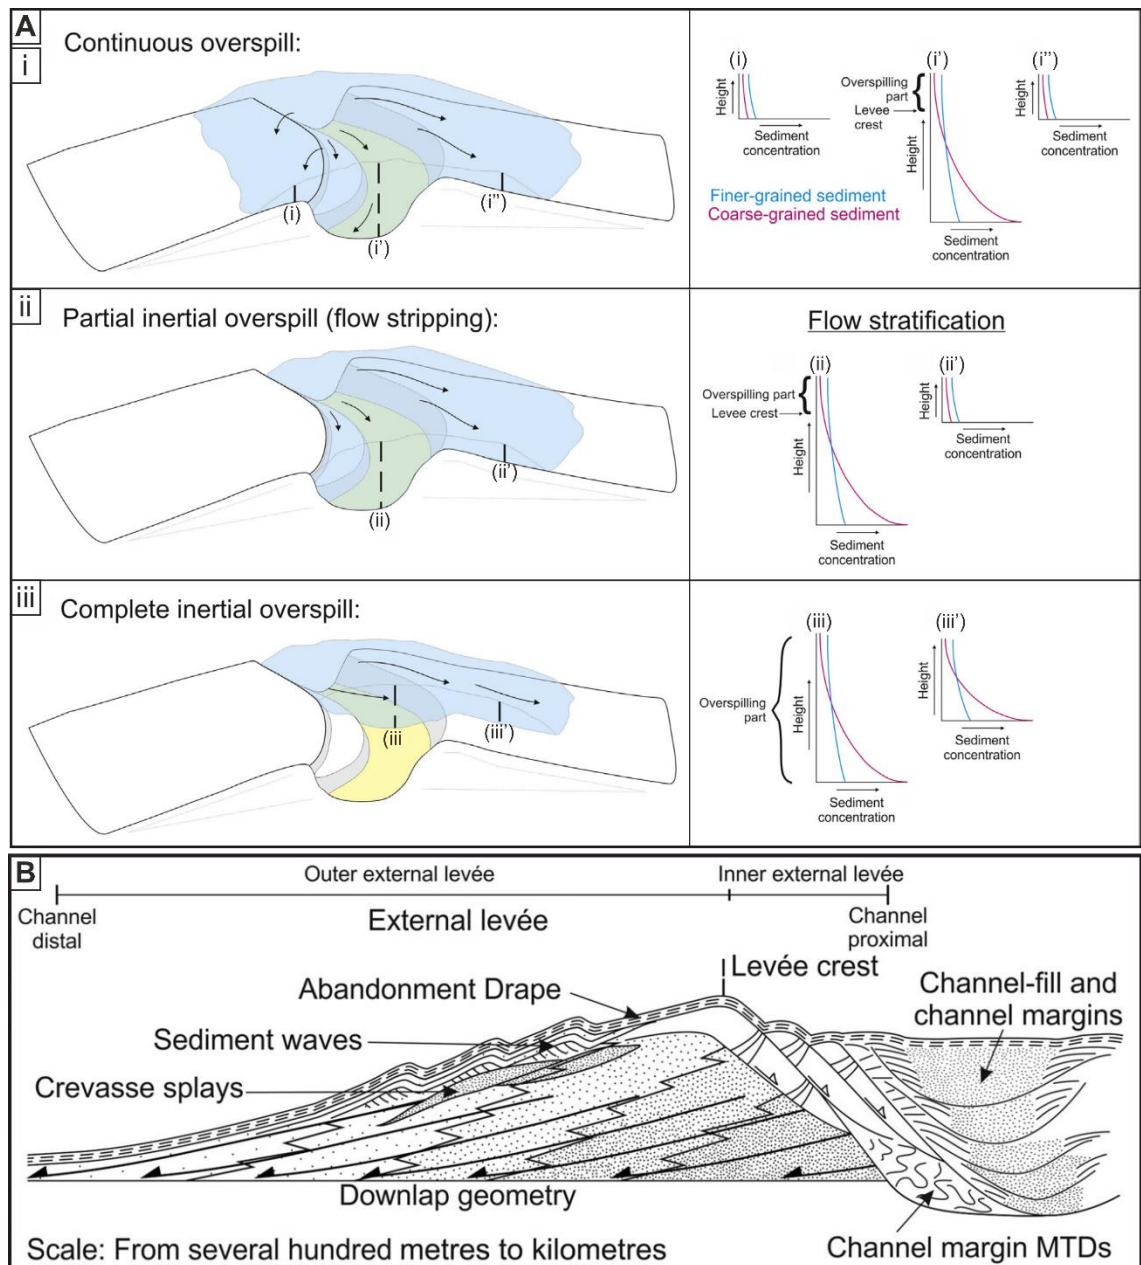 A
i
Continuous overspill:
(i)
(i')
(i'')
(i)
Height
Sediment
concentration
(i')
Overspilling
part
Levee
crest
Height
Sediment
concentration
(i'')
Height
Sediment
concentration
Finer-grained sediment
Coarse-grained sediment
ii
Partial inertial overspill (flow stripping):
(ii)
(ii')
Flow stratification
(ii)
Overspilling part
Levee crest
Height
Sediment
concentration
(ii')
Height
Sediment
concentration
iii
Complete inertial overspill:
(iii
(iii')
(iii)
Overspilling
part
Height
Sediment
concentration
(iii')
Height
Sediment
concentration
B
Outer external levée
Inner external levée
Channel
distal
External levée
Channel
proximal
Levée crest
Abandonment Drape
Channel-fill and
channel margins
Sediment waves
Crevasse splays
Downlap geometry
Scale: From several hundred metres to kilometres
Channel margin MTDs